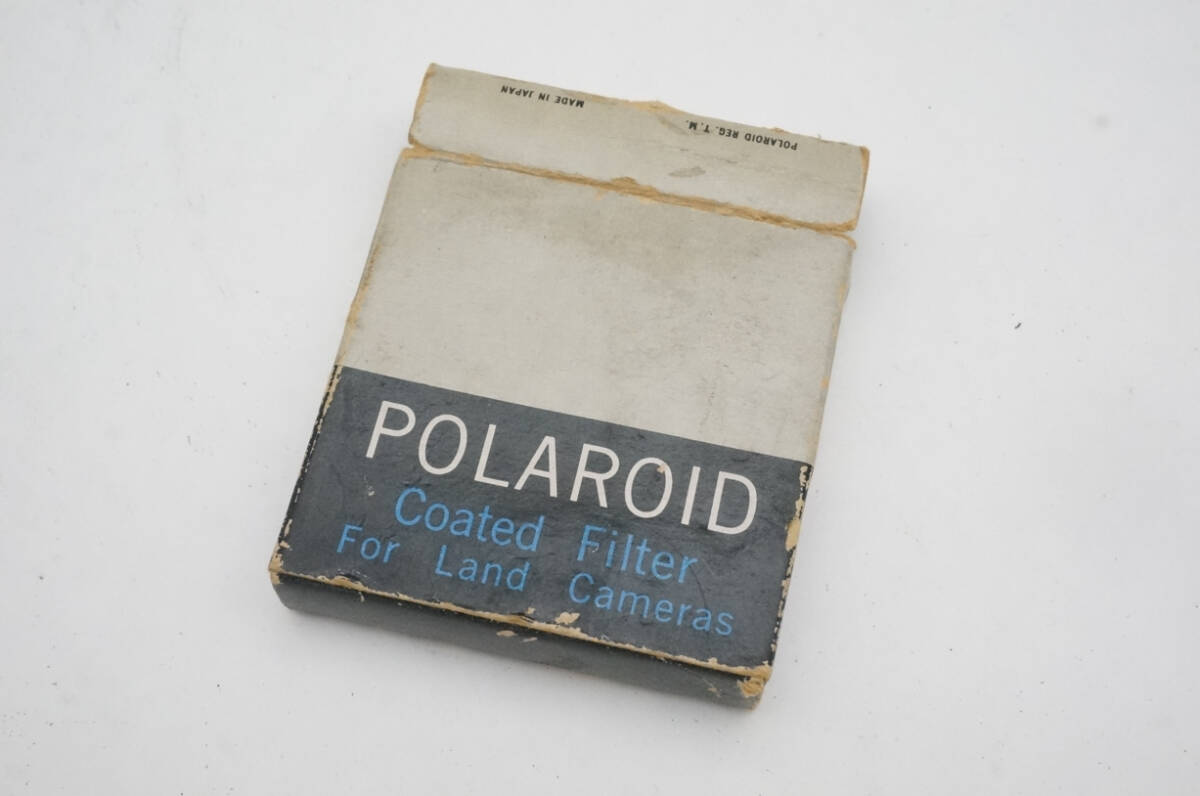 POLAROID REG. T.M.
MADE IN JAPAN
POLAROID
Coated Filter
For Land Cameras